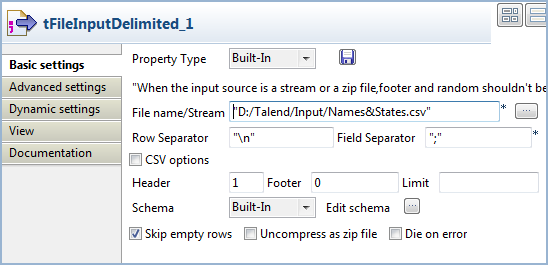 tFileInputDelimited_1
Basic settings
Advanced settings
Dynamic settings
View
Documentation
Property Type Built-In
"When the input source is a stream or a zip file,footer and random shouldn't be
File name/Stream "D:/Talend/Input/Names&States.csv" * ...
Row Separator "\n" Field Separator ";" *
CSV options
Header 1 Footer 0 Limit
Schema Built-In Edit schema ...
Skip empty rows Uncompress as zip file Die on error